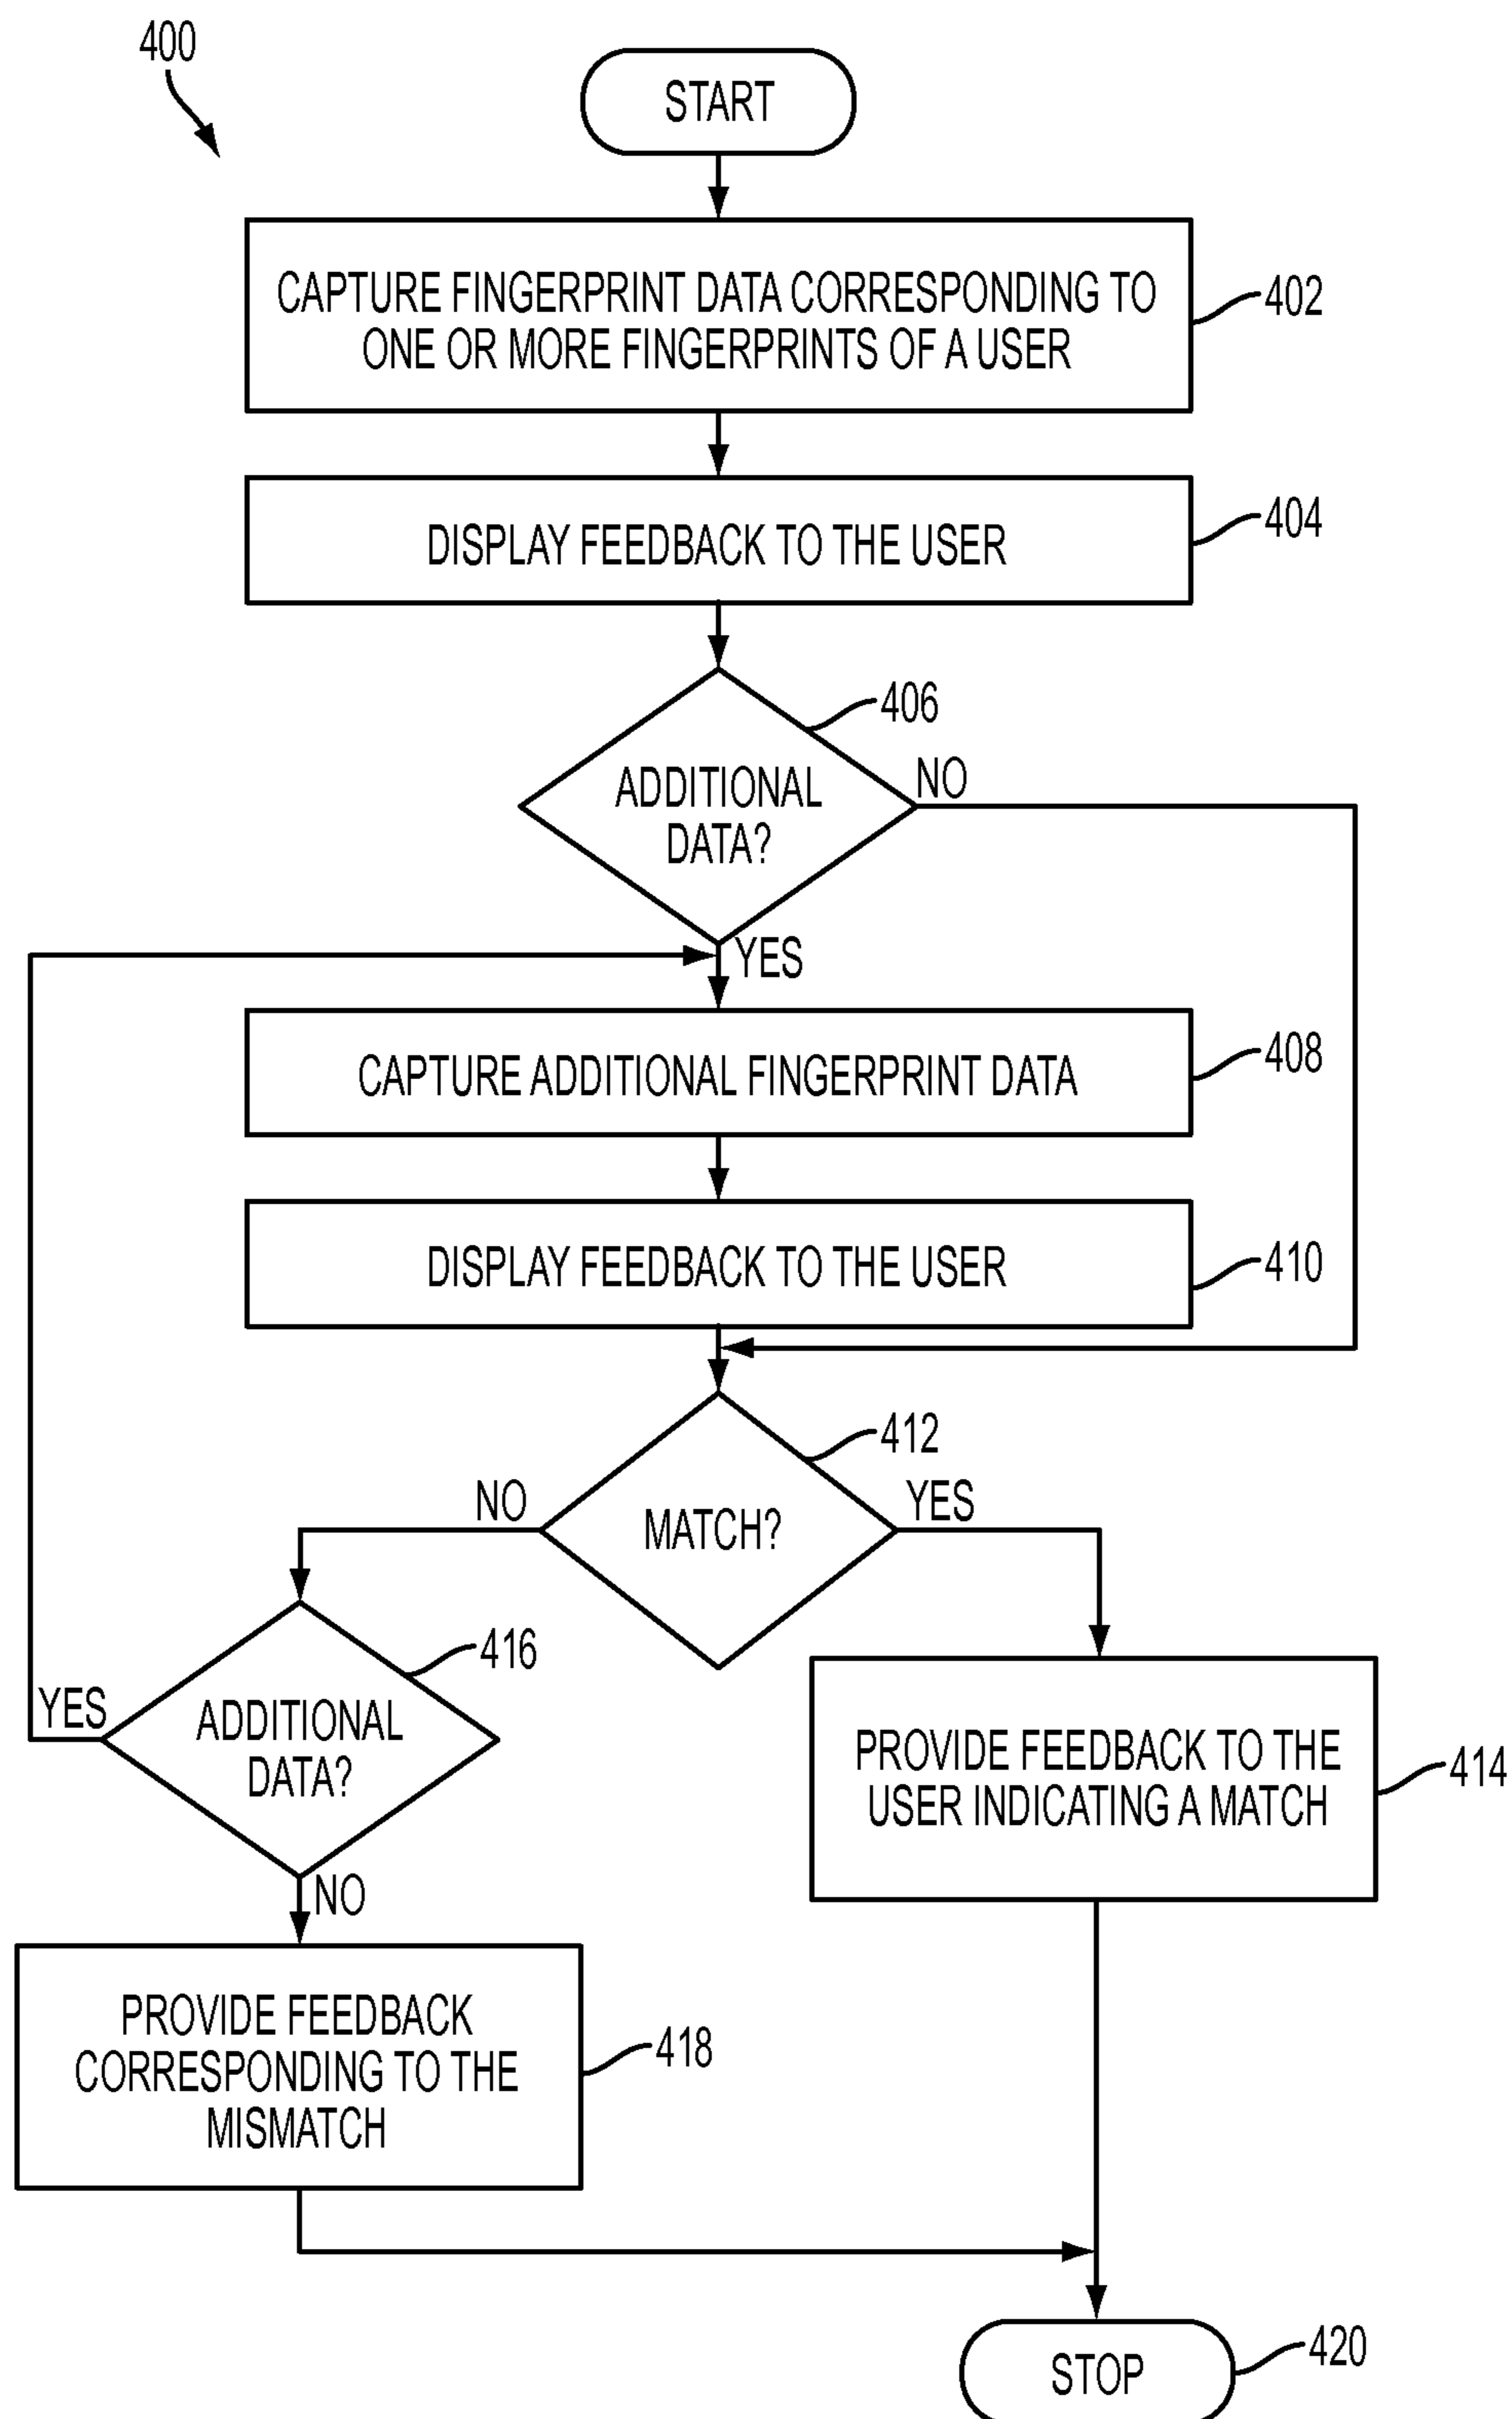 400
START
CAPTURE FINGERPRINT DATA CORRESPONDING TO
ONE OR MORE FINGERPRINTS OF A USER
402
DISPLAY FEEDBACK TO THE USER
404
406
ADDITIONAL
DATA?
NO
YES
CAPTURE ADDITIONAL FINGERPRINT DATA
408
DISPLAY FEEDBACK TO THE USER
410
412
MATCH?
NO
YES
416
ADDITIONAL
DATA?
YES
NO
PROVIDE FEEDBACK TO THE
USER INDICATING A MATCH
414
PROVIDE FEEDBACK
CORRESPONDING TO THE
MISMATCH
418
STOP
420